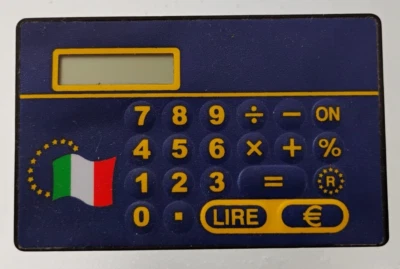 7 8 9 ÷ − ON
4 5 6 × + %
1 2 3 = R
0 . LIRE €